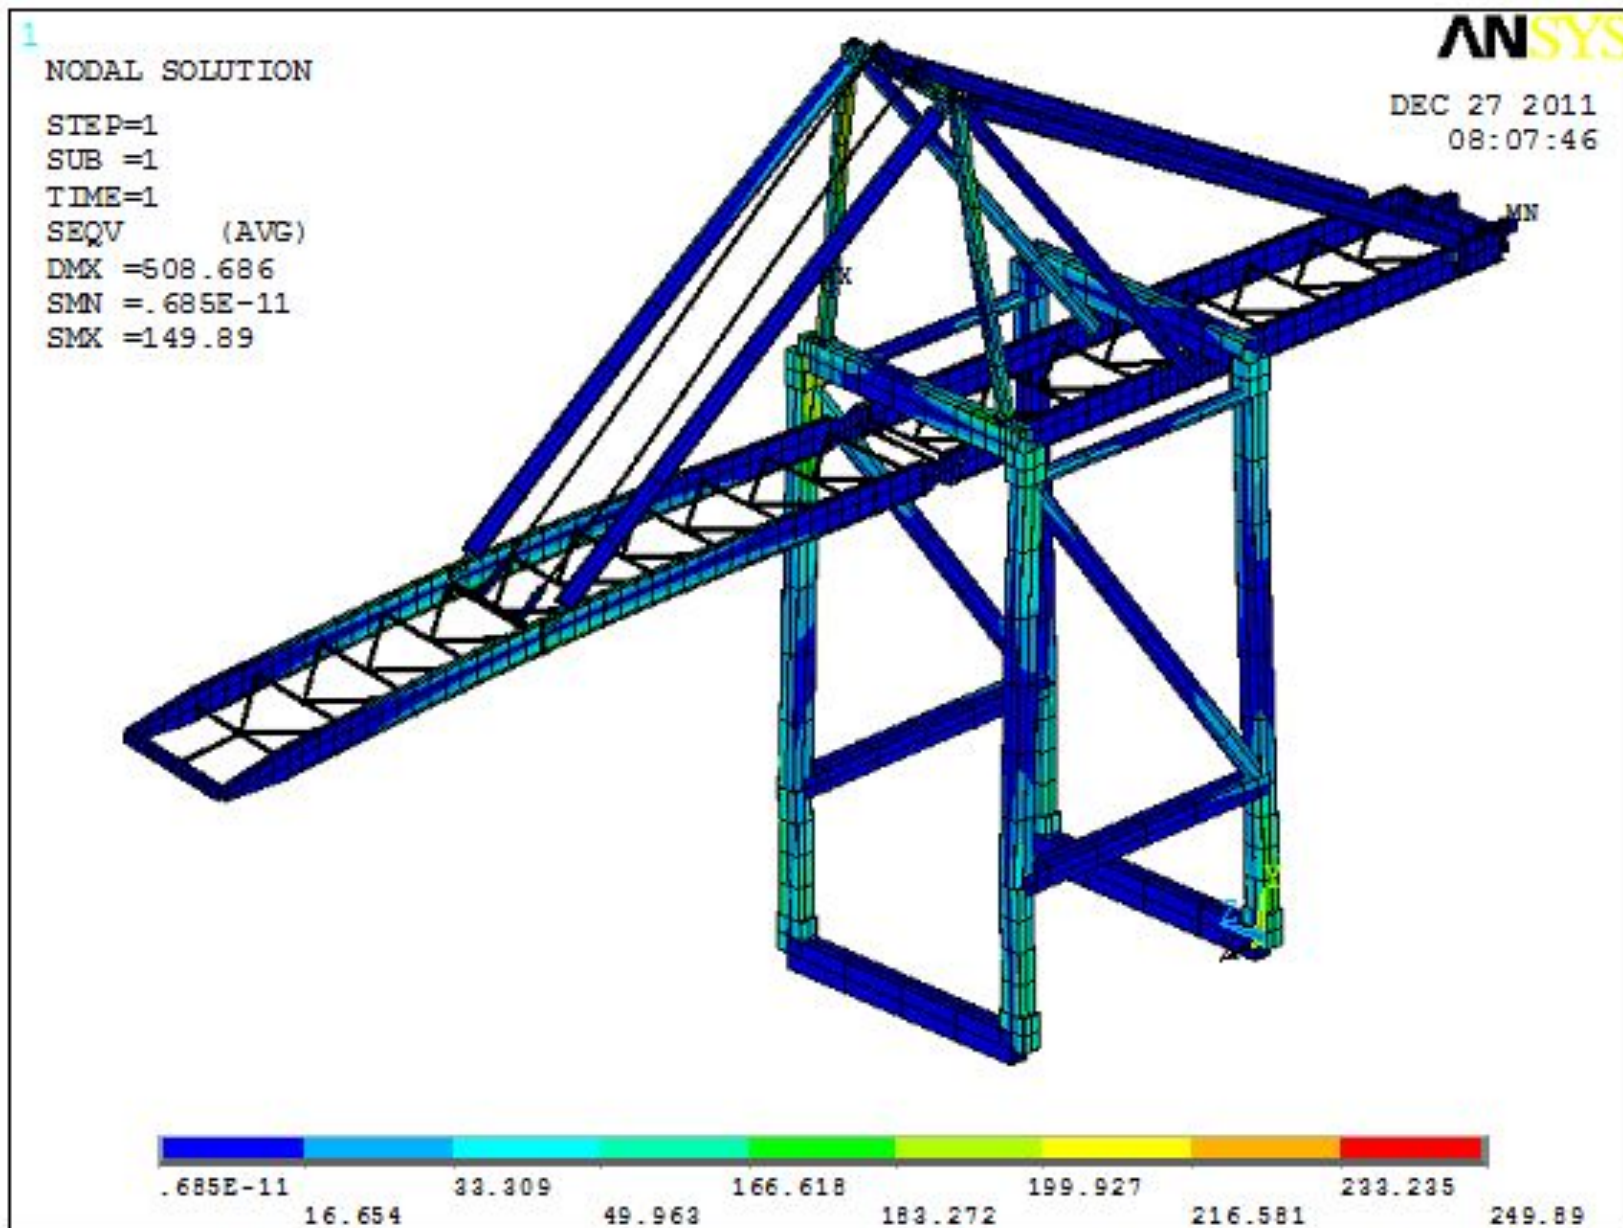 1
NODAL SOLUTION
STEP=1
SUB =1
TIME=1
SEQV (AVG)
DMX =508.686
SMN =.685E-11
SMX =149.89
ANSYS
DEC 27 2011
08:07:46
MN
X
.685E-11 33.309 166.618 199.927 233.235
16.654 49.963 183.272 216.581 249.89